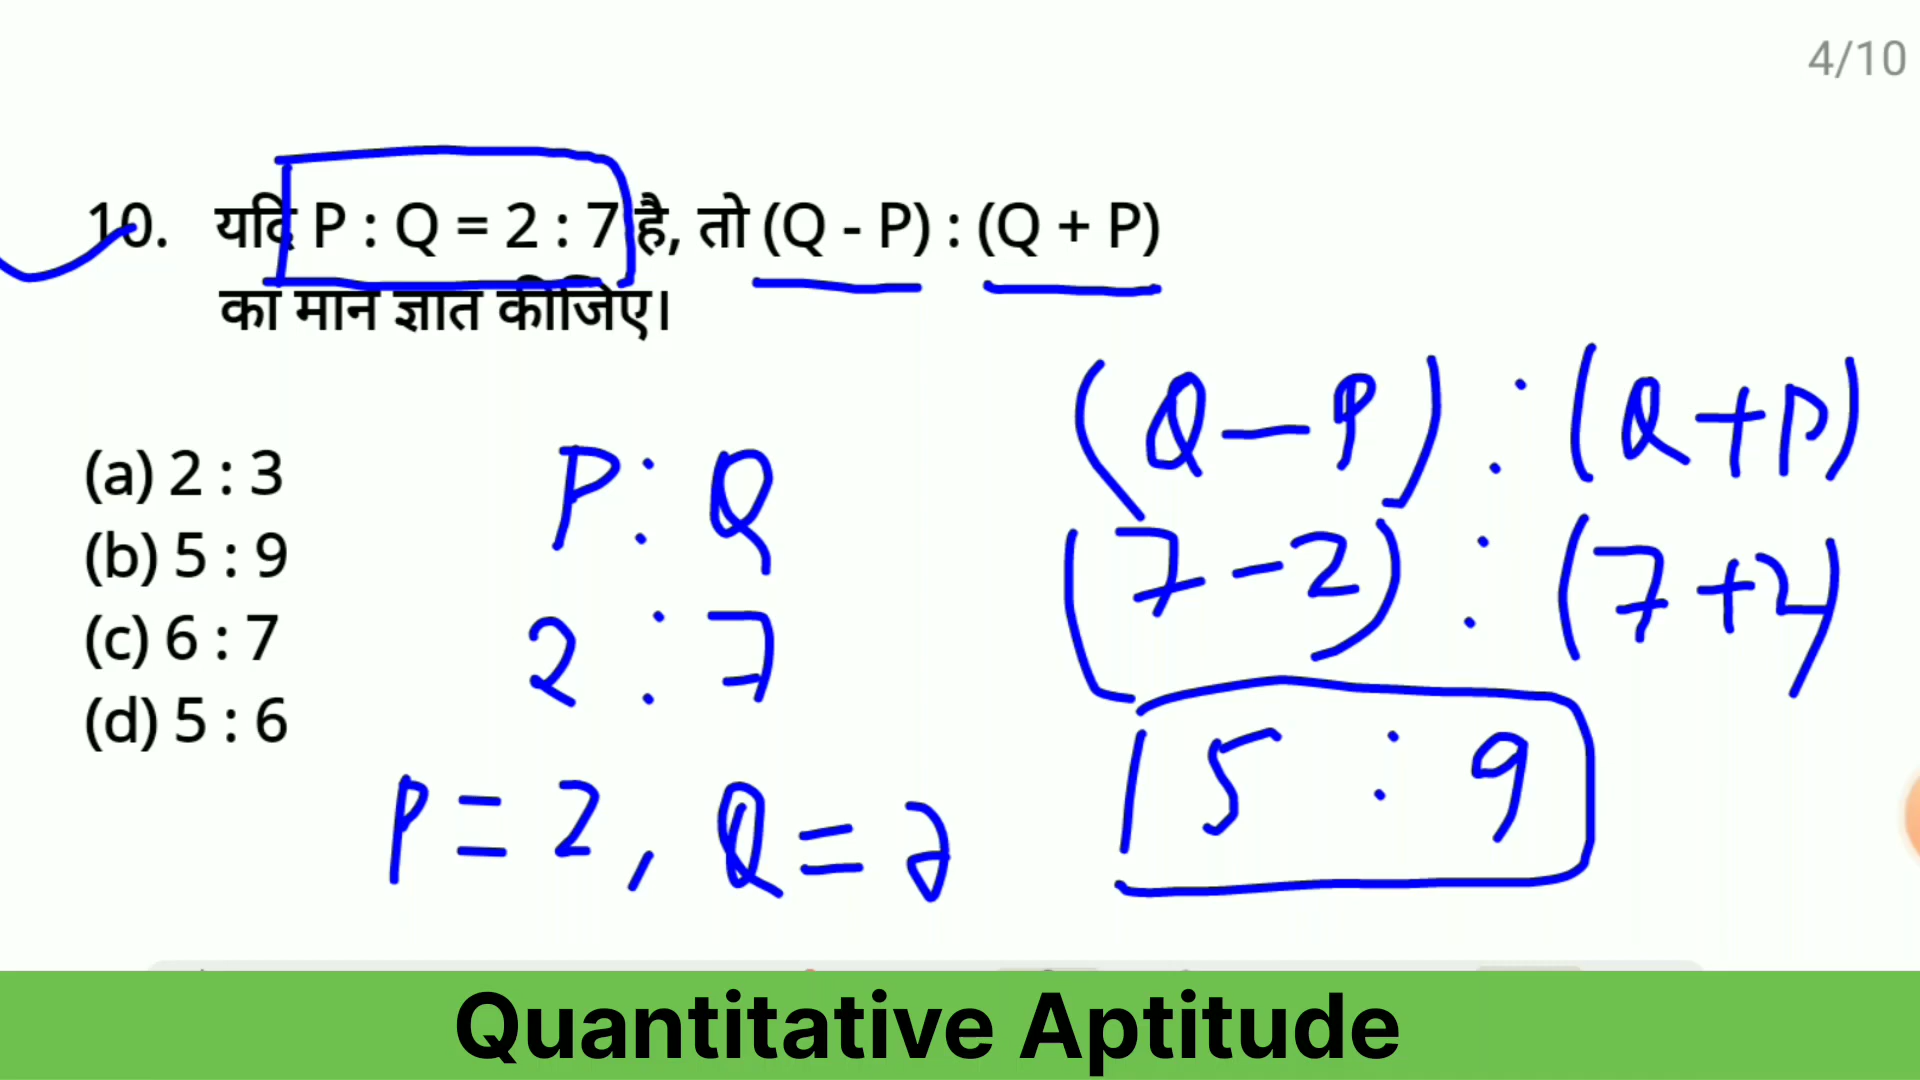 4/10
10. यदि P : Q = 2 : 7 है, तो (Q - P) : (Q + P)
का मान ज्ञात कीजिए।
(a) 2 : 3
(b) 5 : 9
(c) 6 : 7
(d) 5 : 6
P : Q
2 : 7
P = 2, Q =
(Q - P) : (Q + P)
(7 - 2) : (7 + 2)
5 : 9
Quantitative Aptitude